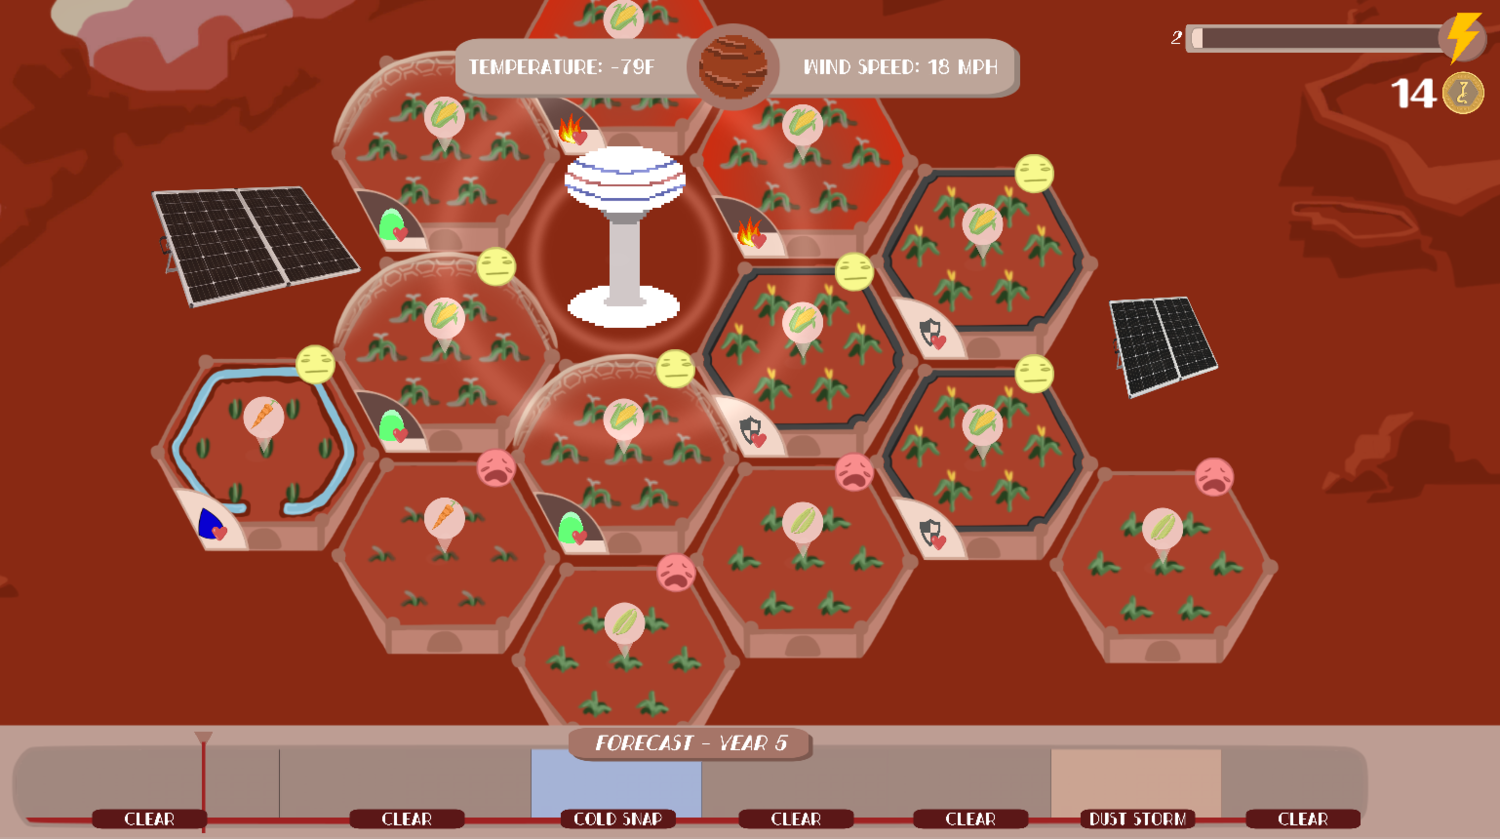 TEMPERATURE: -79F
WIND SPEED: 18 MPH
2
14
FORECAST - YEAR 5
CLEAR
CLEAR
COLD SNAP
CLEAR
CLEAR
DUST STORM
CLEAR